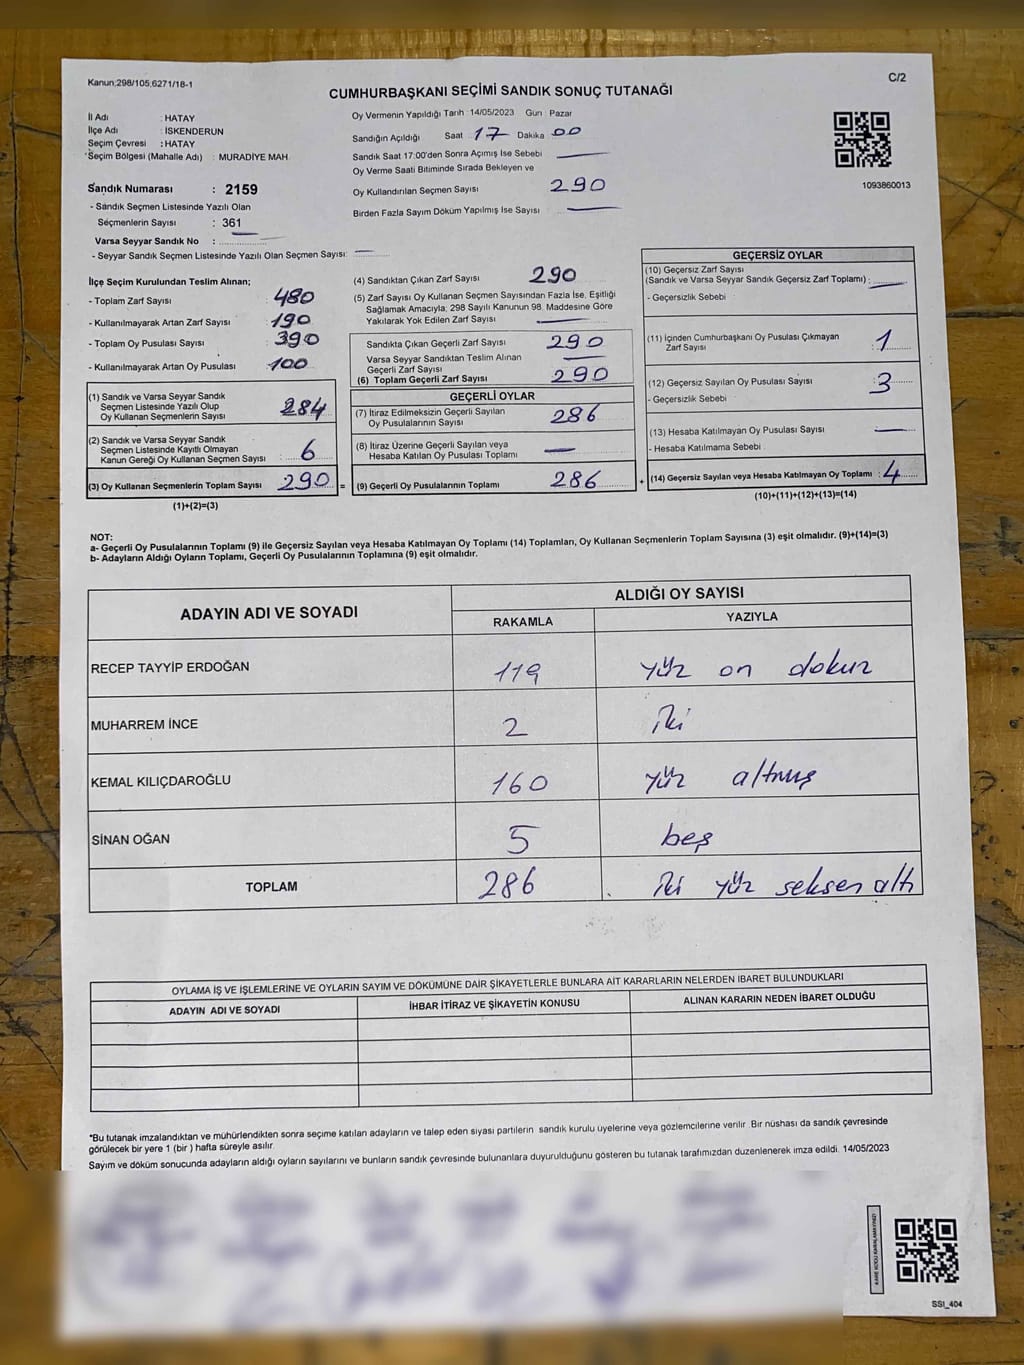 Kanun:298/105,6271/18-1
C/2
CUMHURBAŞKANI SEÇİMİ SANDIK SONUÇ TUTANAĞI
İl Adı : HATAY
İlçe Adı : İSKENDERUN
Seçim Çevresi : HATAY
Seçim Bölgesi (Mahalle Adı) : MURADİYE MAH.
Sandık Numarası : 2159
- Sandık Seçmen Listesinde Yazılı Olan
Seçmenlerin Sayısı : 361
Varsa Seyyar Sandık No :
- Seyyar Sandık Seçmen Listesinde Yazılı Olan Seçmen Sayısı:
Oy Vermenin Yapıldığı Tarih 14/05/2023 Gün : Pazar
Sandığın Açıldığı Saat 17 Dakika 00
Sandık Saat 17:00'den Sonra Açımış İse Sebebi
Oy Verme Saati Bitiminde Sırada Bekleyen ve
Oy Kullandırılan Seçmen Sayısı 290
Birden Fazla Sayım Döküm Yapılmış İse Sayısı :
1093860013
İlçe Seçim Kurulundan Teslim Alınan;
- Toplam Zarf Sayısı 480
- Kullanılmayarak Artan Zarf Sayısı 190
- Toplam Oy Pusulası Sayısı 390
- Kullanılmayarak Artan Oy Pusulası 100
(1) Sandık ve Varsa Seyyar Sandık
Seçmen Listesinde Yazılı Olup
Oy Kullanan Seçmenlerin Sayısı 284
(2) Sandık ve Varsa Seyyar Sandık
Seçmen Listesinde Kayıtlı Olmayan
Kanun Gereği Oy Kullanan Seçmen Sayısı 6
(3) Oy Kullanan Seçmenlerin Toplam Sayısı 290 =
(1)+(2)=(3)
(4) Sandıktan Çıkan Zarf Sayısı 290
(5) Zarf Sayısı Oy Kullanan Seçmen Sayısından Fazla İse, Eşitliği
Sağlamak Amacıyla; 298 Sayılı Kanunun 98. Maddesine Göre
Yakılarak Yok Edilen Zarf Sayısı
Sandıkta Çıkan Geçerli Zarf Sayısı 290
Varsa Seyyar Sandıktan Teslim Alınan
Geçerli Zarf Sayısı
(6) Toplam Geçerli Zarf Sayısı 290
GEÇERLİ OYLAR
(7) İtiraz Edilmeksizin Geçerli Sayılan
Oy Pusulalarının Sayısı 286
(8) İtiraz Üzerine Geçerli Sayılan veya
Hesaba Katılan Oy Pusulası Toplamı
(9) Geçerli Oy Pusulalarının Toplamı 286 +
GEÇERSİZ OYLAR
(10) Geçersiz Zarf Sayısı
(Sandık ve Varsa Seyyar Sandık Geçersiz Zarf Toplamı) :
- Geçersizlik Sebebi
(11) İçinden Cumhurbaşkanı Oy Pusulası Çıkmayan
Zarf Sayısı : 1
(12) Geçersiz Sayılan Oy Pusulası Sayısı 3
- Geçersizlik Sebebi
(13) Hesaba Katılmayan Oy Pusulası Sayısı
- Hesaba Katılmama Sebebi
(14) Geçersiz Sayılan veya Hesaba Katılmayan Oy Toplamı : 4
(10)+(11)+(12)+(13)=(14)
NOT:
a- Geçerli Oy Pusulalarının Toplamı (9) ile Geçersiz Sayılan veya Hesaba Katılmayan Oy Toplamı (14) Toplamları, Oy Kullanan Seçmenlerin Toplam Sayısına (3) eşit olmalıdır. (9)+(14)=(3)
b- Adayların Aldığı Oyların Toplamı, Geçerli Oy Pusulalarının Toplamına (9) eşit olmalıdır.
ADAYIN ADI VE SOYADI
ALDIĞI OY SAYISI
RAKAMLA YAZIYLA
RECEP TAYYİP ERDOĞAN 119 yüz on dokuz
MUHARREM İNCE 2 iki
KEMAL KILIÇDAROĞLU 160 yüz altmış
SİNAN OĞAN 5 beş
TOPLAM 286 iki yüz seksen altı
OYLAMA İŞ VE İŞLEMLERİNE VE OYLARIN SAYIM VE DÖKÜMÜNE DAİR ŞİKAYETLERLE BUNLARA AİT KARARLARIN NELERDEN İBARET BULUNDUKLARI
ADAYIN ADI VE SOYADI İHBAR İTİRAZ VE ŞİKAYETİN KONUSU ALINAN KARARIN NEDEN İBARET OLDUĞU
*Bu tutanak imzalandıktan ve mühürlendikten sonra seçime katılan adayların ve talep eden siyasi partilerin sandık kurulu üyelerine veya gözlemcilerine verilir. Bir nüshası da sandık çevresinde
görülecek bir yere 1 (bir ) hafta süreyle asılır.
Sayım ve döküm sonucunda adayların aldığı oyların sayılarını ve bunların sandık çevresinde bulunanlara duyurulduğunu gösteren bu tutanak tarafımızdan düzenlenerek imza edildi. 14/05/2023
KARE KODU KARALAMAYINIZ!
SSI_404